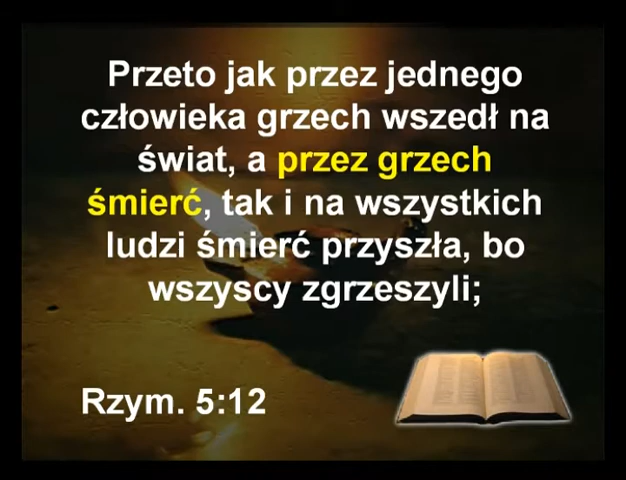 Przeto jak przez jednego
człowieka grzech wszedł na
świat, a przez grzech
śmierć, tak i na wszystkich
ludzi śmierć przyszła, bo
wszyscy zgrzeszyli;
Rzym. 5:12